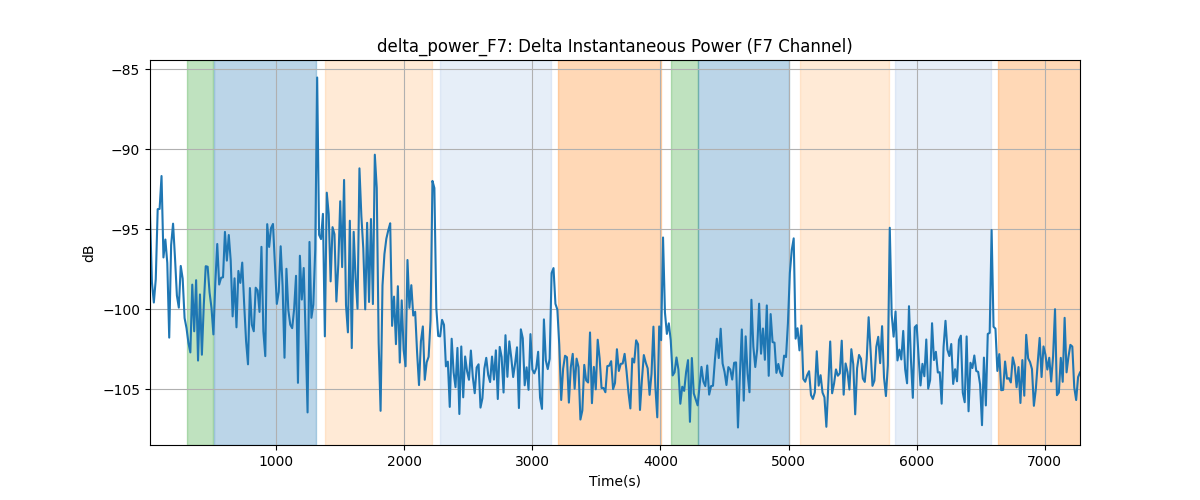 delta_power_F7: Delta Instantaneous Power (F7 Channel)
−85
−90
−95
−100
−105
dB
1000 2000 3000 4000 5000 6000 7000
Time(s)